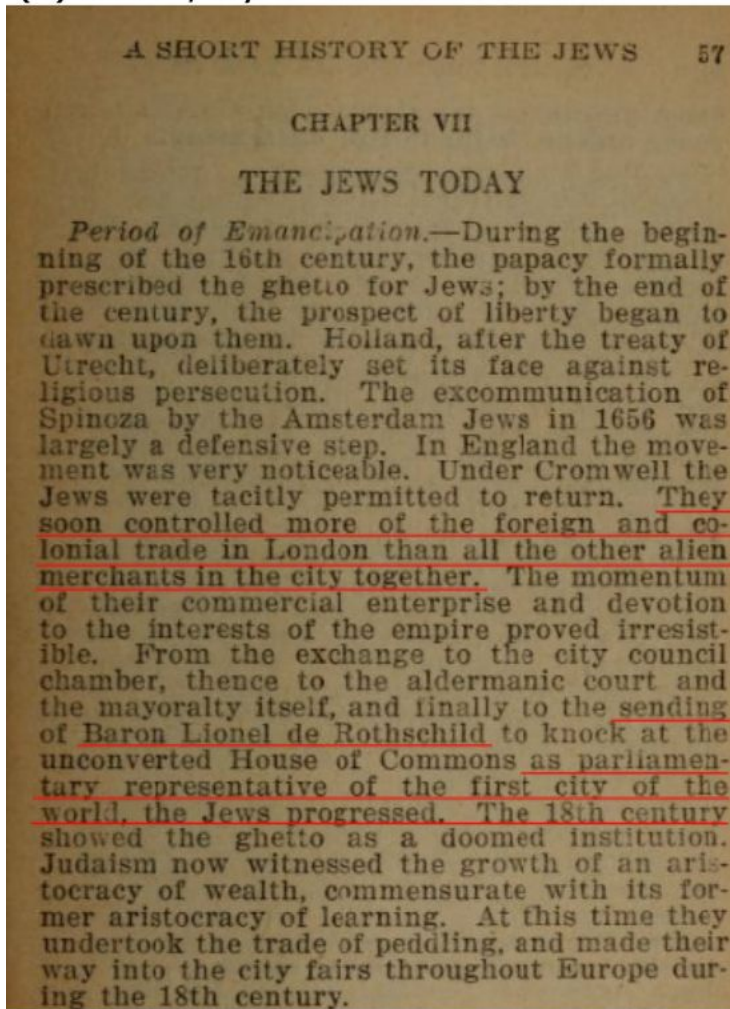 A SHORT HISTORY OF THE JEWS 57
CHAPTER VII
THE JEWS TODAY
Period of Emancipation.—During the begin-
ning of the 16th century, the papacy formally
prescribed the ghetto for Jews; by the end of
the century, the prospect of liberty began to
dawn upon them. Holland, after the treaty of
Utrecht, deliberately set its face against re-
ligious persecution. The excommunication of
Spinoza by the Amsterdam Jews in 1656 was
largely a defensive step. In England the move-
ment was very noticeable. Under Cromwell the
Jews were tacitly permitted to return. They
soon controlled more of the foreign and co-
lonial trade in London than all the other alien
merchants in the city together. The momentum
of their commercial enterprise and devotion
to the interests of the empire proved irresist-
ible. From the exchange to the city council
chamber, thence to the aldermanic court and
the mayoralty itself, and finally to the sending
of Baron Lionel de Rothschild to knock at the
unconverted House of Commons as parliamen-
tary representative of the first city of the
world, the Jews progressed. The 18th century
showed the ghetto as a doomed institution.
Judaism now witnessed the growth of an aris-
tocracy of wealth, commensurate with its for-
mer aristocracy of learning. At this time they
undertook the trade of peddling, and made their
way into the city fairs throughout Europe dur-
ing the 18th century.